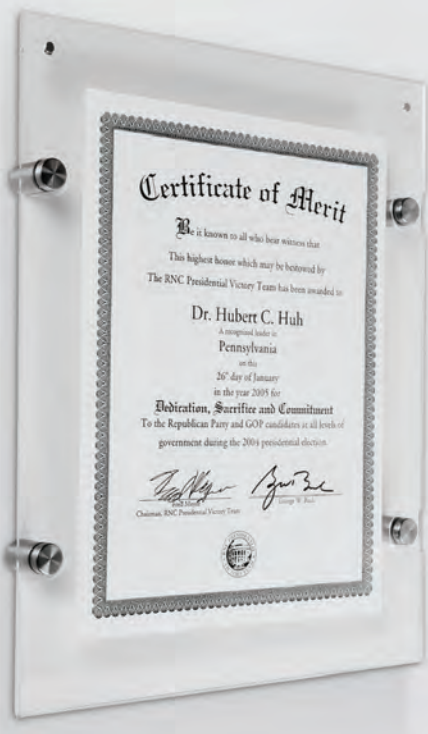 Certificate of Merit
Be it known to all who bear witness that
This highest honor which may be bestowed by
The RNC Presidential Victory Team has been awarded to
Dr. Hubert C. Huh
A recognized leader in
Pennsylvania
on this
26th day of January
in the year 2005 for
Dedication, Sacrifice and Commitment
To the Republican Party and GOP candidates at all levels of
government during the 2004 presidential election.
George W. Bush
Chairman, RNC Presidential Victory Team